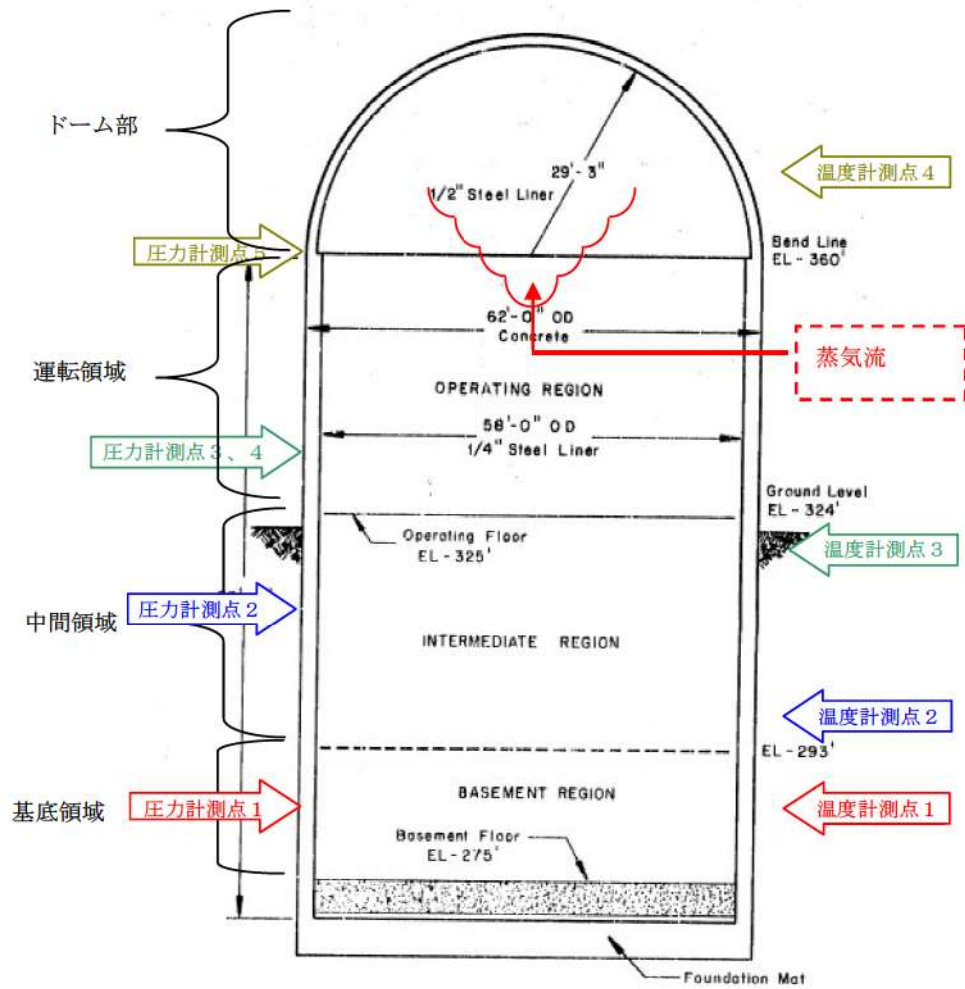 ドーム部
29'-3"
1/2" Steel Liner
温度計測点4
圧力計測点5
Bend Line
EL-360'
62'-0" OD
Concrete
蒸気流
運転領域
OPERATING REGION
58'-0" OD
1/4" Steel Liner
圧力計測点3、4
Ground Level
EL-324'
Operating Floor
EL-325'
温度計測点3
圧力計測点2
中間領域
INTERMEDIATE REGION
温度計測点2
EL-293'
BASEMENT REGION
基底領域
圧力計測点1
温度計測点1
Basement Floor
EL-275'
Foundation Mat